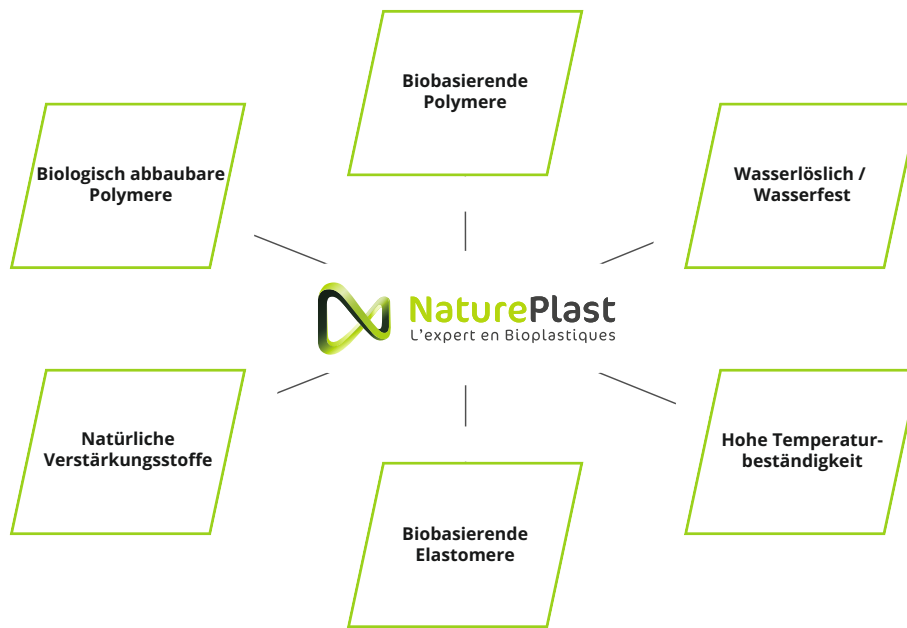 Biobasierende
Polymere
Biologisch abbaubare
Polymere
Wasserlöslich /
Wasserfest
NaturePlast
L'expert en Bioplastiques
Natürliche
Verstärkungsstoffe
Hohe Temperatur-
beständigkeit
Biobasierende
Elastomere